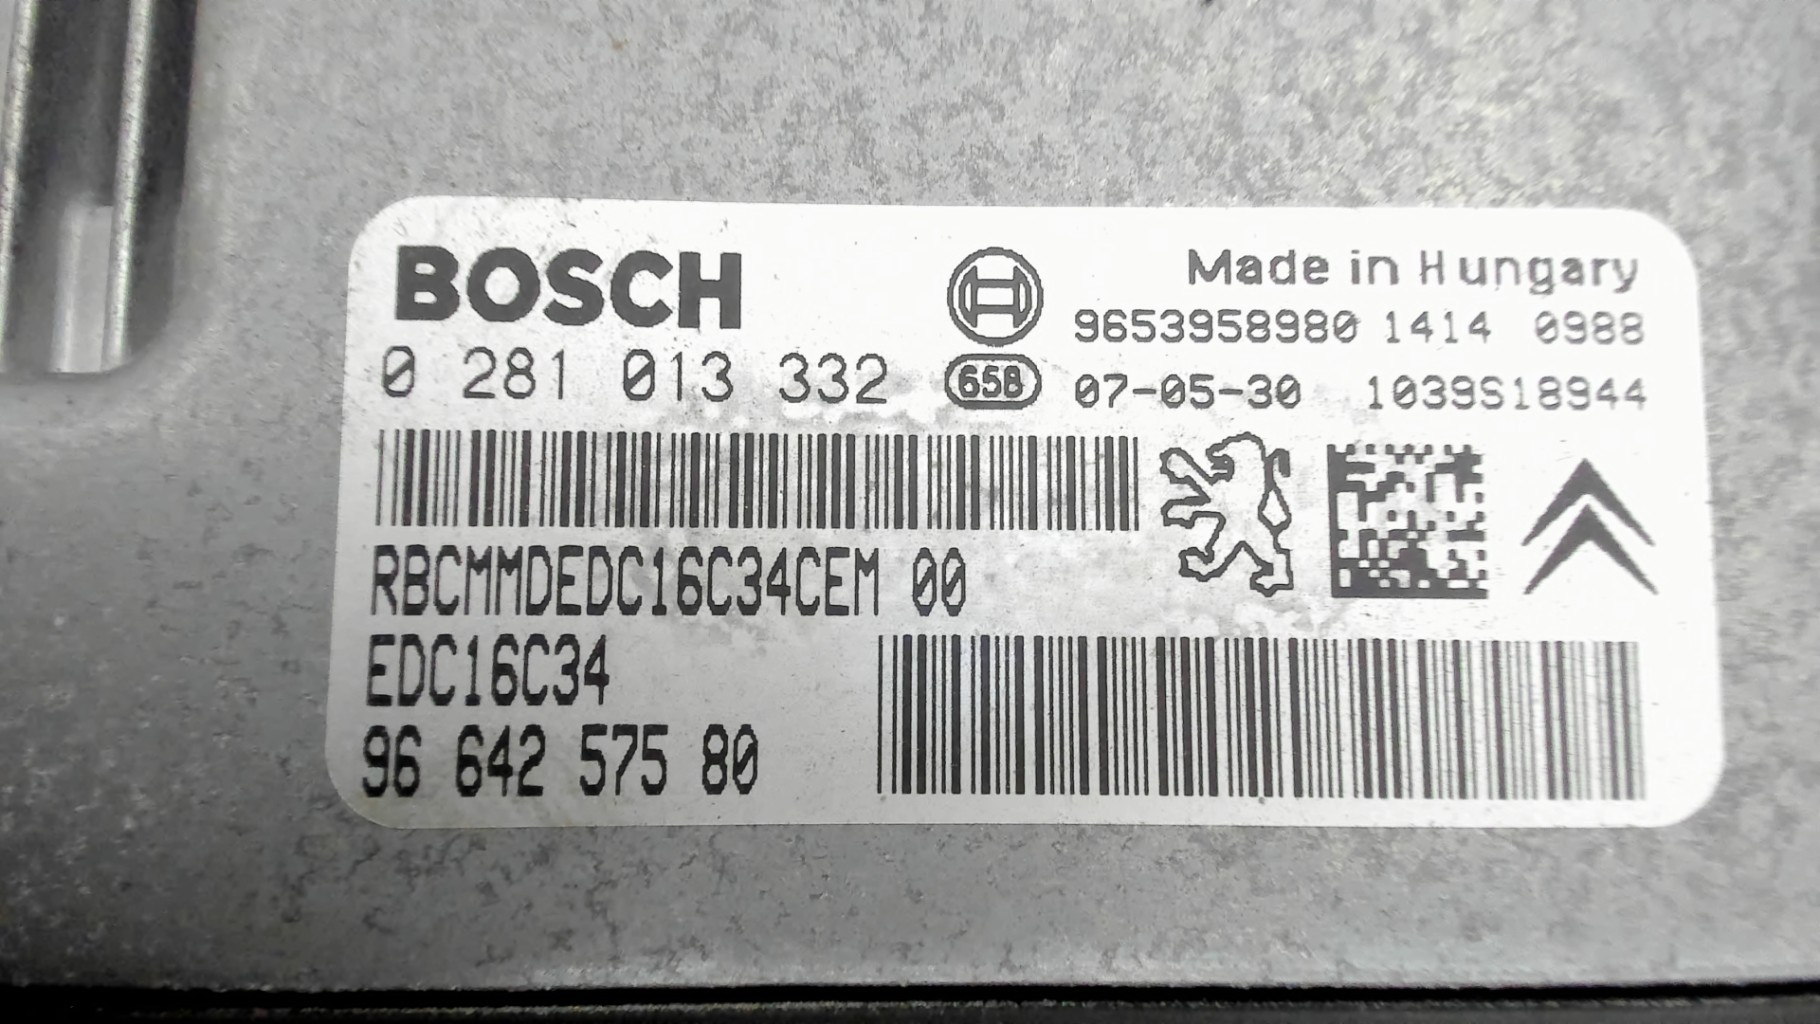 BOSCH
Made in Hungary
9653958980 1414 0988
0 281 013 332
658 07-05-30 1039S18944
RBCMMDEDC16C34CEM 00
EDC16C34
96 642 575 80